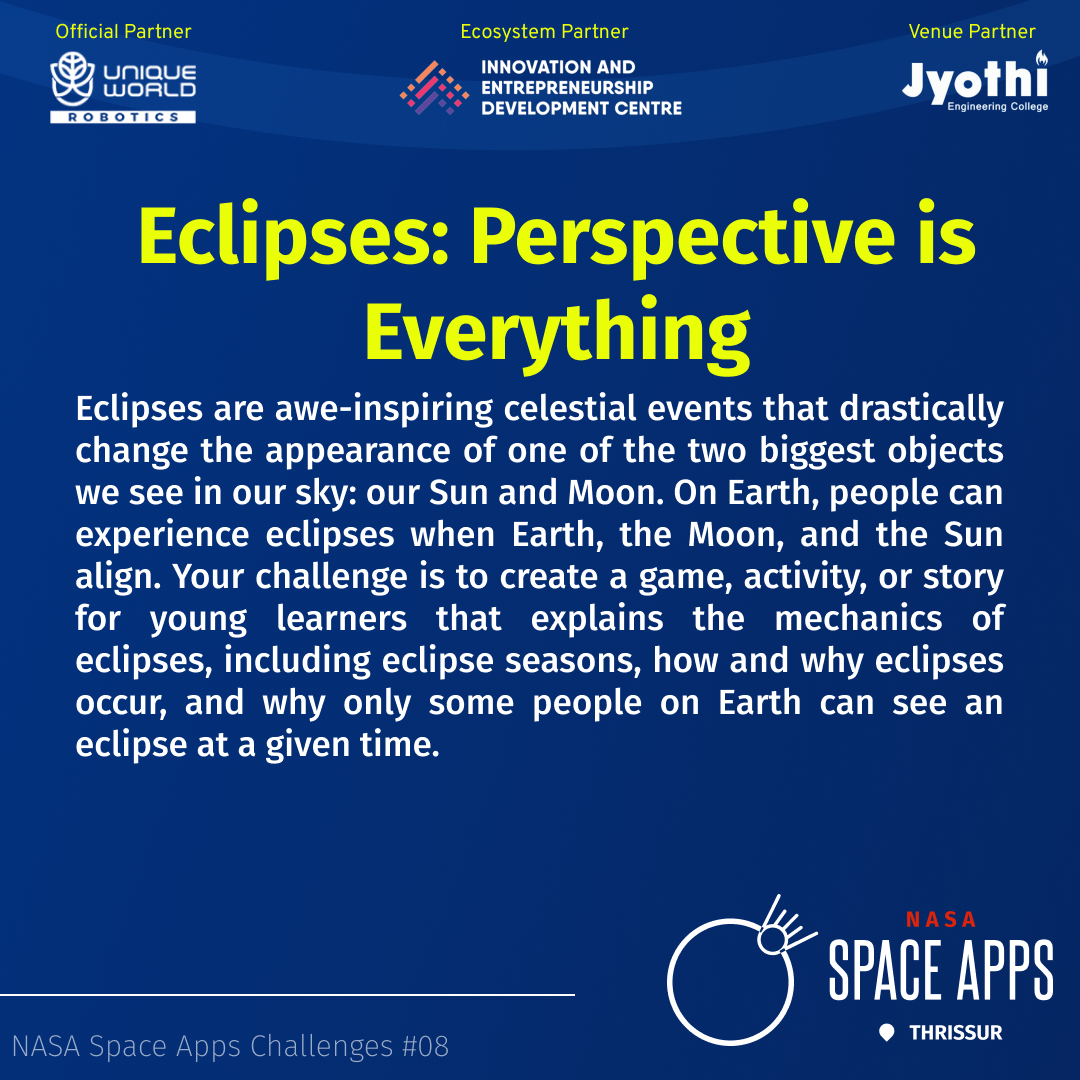 Official Partner
Ecosystem Partner
Venue Partner
UNIQUE
WORLD
ROBOTICS
INNOVATION AND
ENTREPRENEURSHIP
DEVELOPMENT CENTRE
Jyothi
Engineering College
Eclipses: Perspective is
Everything
Eclipses are awe-inspiring celestial events that drastically
change the appearance of one of the two biggest objects
we see in our sky: our Sun and Moon. On Earth, people can
experience eclipses when Earth, the Moon, and the Sun
align. Your challenge is to create a game, activity, or story
for young learners that explains the mechanics of
eclipses, including eclipse seasons, how and why eclipses
occur, and why only some people on Earth can see an
eclipse at a given time.
NASA
SPACE APPS
THRISSUR
NASA Space Apps Challenges #08